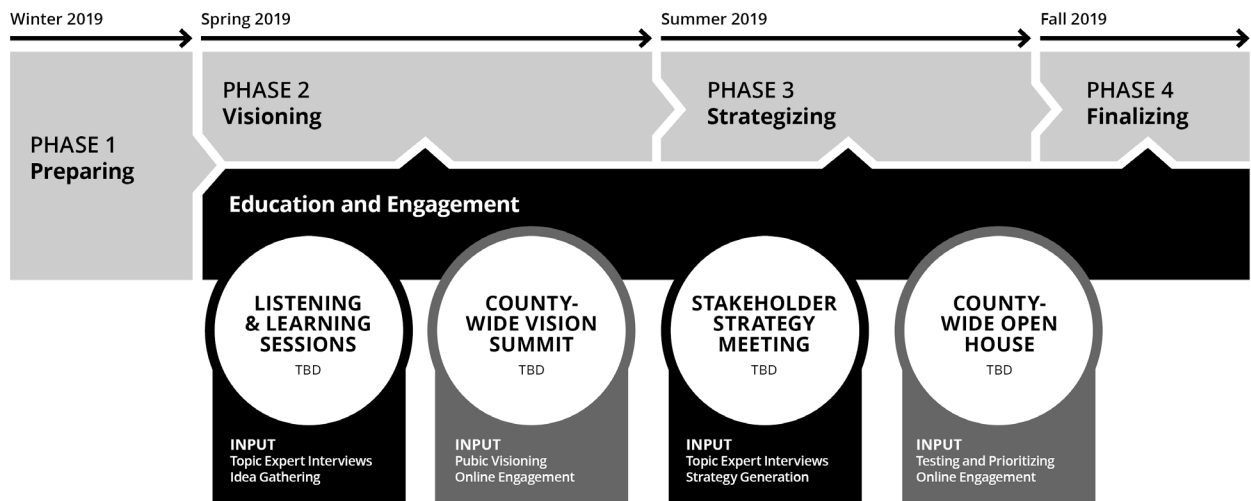 Winter 2019
Spring 2019
Summer 2019
Fall 2019
PHASE 1
Preparing
PHASE 2
Visioning
PHASE 3
Strategizing
PHASE 4
Finalizing
Education and Engagement
LISTENING
& LEARNING
SESSIONS
TBD
INPUT
Topic Expert Interviews
Idea Gathering
COUNTY-
WIDE VISION
SUMMIT
TBD
INPUT
Pubic Visioning
Online Engagement
STAKEHOLDER
STRATEGY
MEETING
TBD
INPUT
Topic Expert Interviews
Strategy Generation
COUNTY-
WIDE OPEN
HOUSE
TBD
INPUT
Testing and Prioritizing
Online Engagement